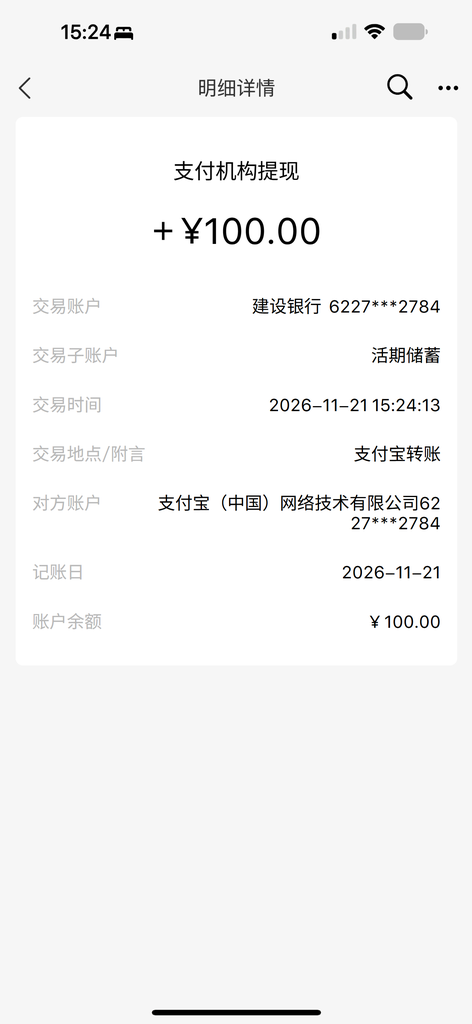 15:24
明细详情
支付机构提现
+ ¥100.00
交易账户 建设银行 6227***2784
交易子账户 活期储蓄
交易时间 2026-11-21 15:24:13
交易地点/附言 支付宝转账
对方账户 支付宝（中国）网络技术有限公司62
27***2784
记账日 2026-11-21
账户余额 ¥100.00